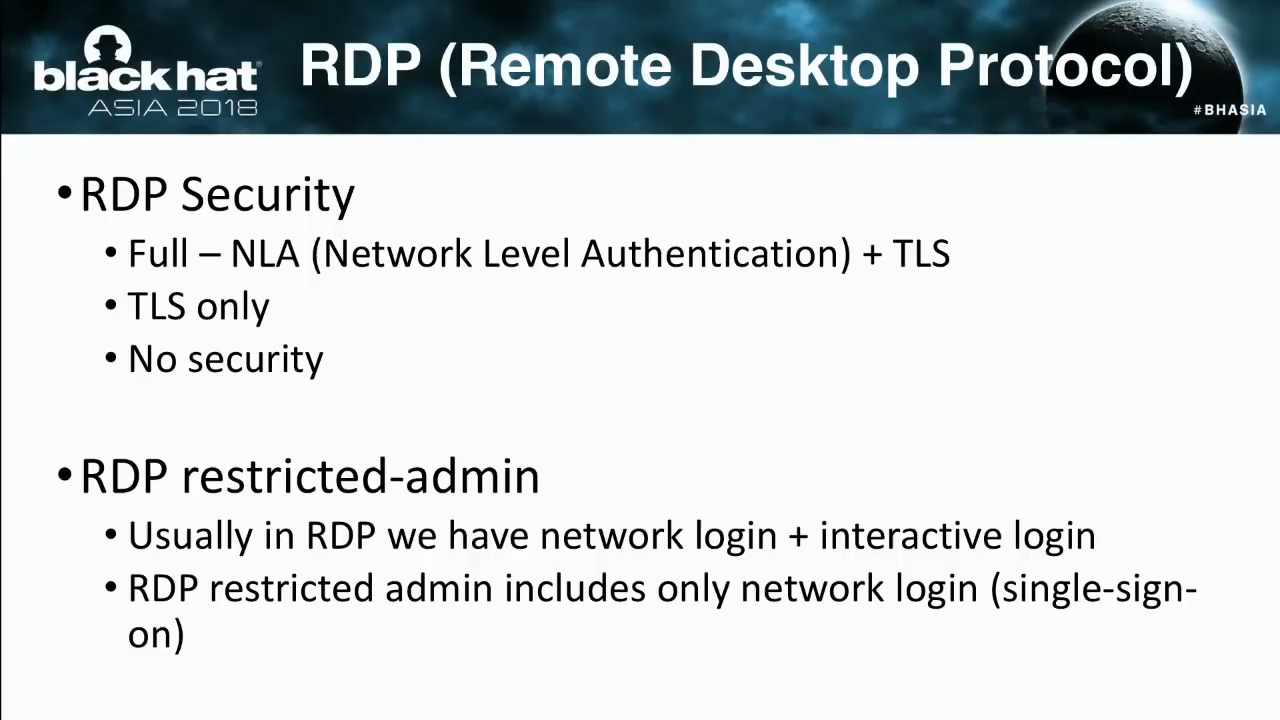 black hat®
ASIA 2018
RDP (Remote Desktop Protocol)
#BHASIA
•RDP Security
• Full – NLA (Network Level Authentication) + TLS
• TLS only
• No security
•RDP restricted-admin
• Usually in RDP we have network login + interactive login
• RDP restricted admin includes only network login (single-sign-
on)